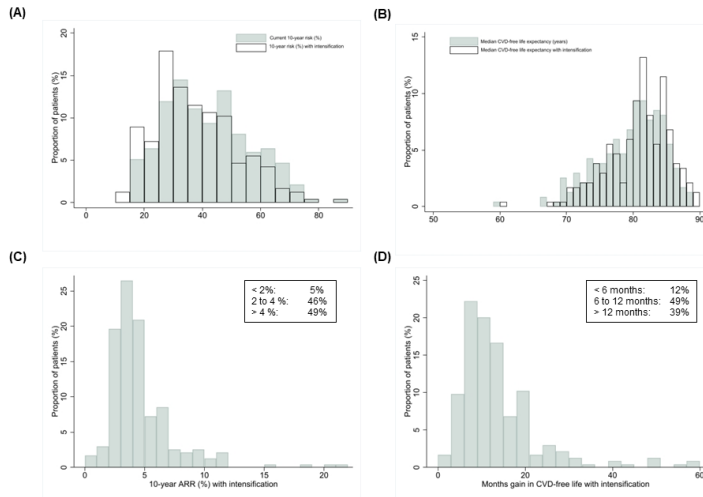 (A)
Current 10-year risk (%)
10-year risk (%) with intensification
Proportion of patients (%)
0 5 10 15 20
0 20 40 60 80
(B)
Median CVD-free life expectancy (years)
Median CVD-free life expectancy with intensification
Proportion of patients (%)
0 5 10 15
50 60 70 80 90
(C)
< 2%: 5%
2 to 4 %: 46%
> 4 %: 49%
Proportion of patients (%)
0 5 10 15 20 25
0 5 10 15 20
10-year ARR (%) with intensification
(D)
< 6 months: 12%
6 to 12 months: 49%
> 12 months: 39%
Proportion of patients (%)
0 5 10 15 20 25
0 20 40 60
Months gain in CVD-free life with intensification